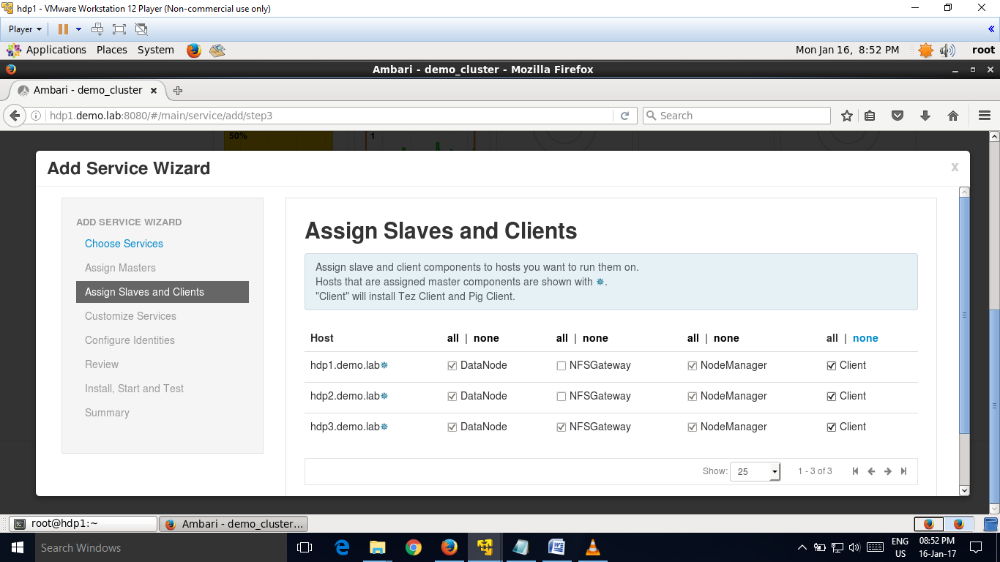 hdp1 - VMware Workstation 12 Player (Non-commercial use only)
Player
Applications Places System Mon Jan 16, 8:52 PM root
Ambari - demo_cluster - Mozilla Firefox
Ambari - demo_cluster
hdp1.demo.lab:8080/#/main/service/add/step3 Search
50% 1
Add Service Wizard x
ADD SERVICE WIZARD
Choose Services
Assign Masters
Assign Slaves and Clients
Customize Services
Configure Identities
Review
Install, Start and Test
Summary
Assign Slaves and Clients
Assign slave and client components to hosts you want to run them on.
Hosts that are assigned master components are shown with ✵.
"Client" will install Tez Client and Pig Client.
Host all | none all | none all | none all | none
hdp1.demo.lab✵ DataNode NFSGateway NodeManager Client
hdp2.demo.lab✵ DataNode NFSGateway NodeManager Client
hdp3.demo.lab✵ DataNode NFSGateway NodeManager Client
Show: 25 1 - 3 of 3
root@hdp1:~ Ambari - demo_cluster...
Search Windows
ENG 08:52 PM
US 16-Jan-17